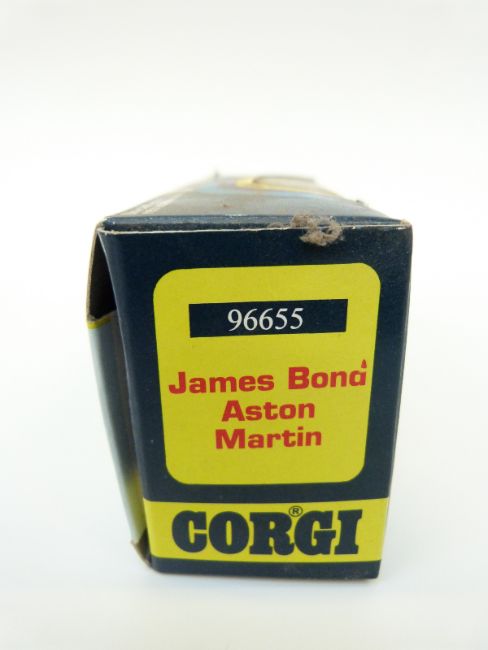 96655
James Bond
Aston
Martin
CORGI®